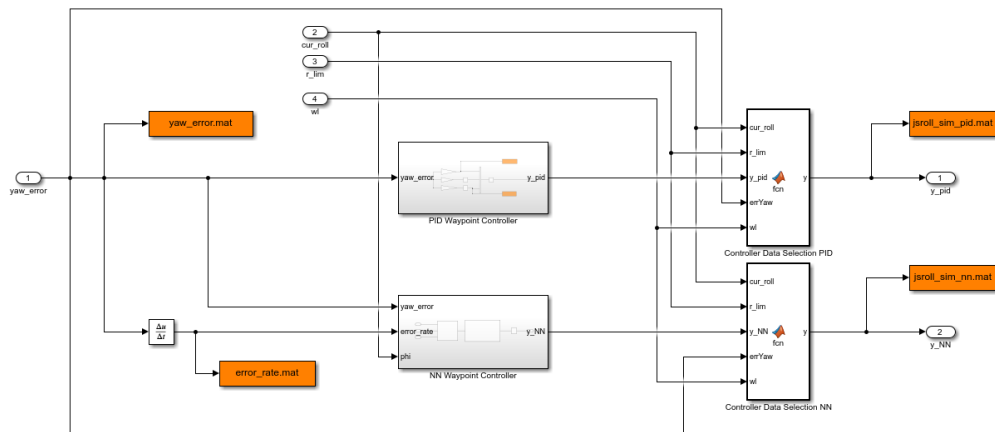 2
cur_roll
3
r_lim
4
wl
yaw_error.mat
jsroll_sim_pid.mat
1
yaw_error
yaw_error
y_pid
PID Waypoint Controller
cur_roll
r_lim
y_pid
fcn
y
errYaw
wl
Controller Data Selection PID
1
y_pid
jsroll_sim_nn.mat
Δu
Δt
error_rate.mat
yaw_error
error_rate
y_NN
phi
NN Waypoint Controller
cur_roll
r_lim
y_NN
fcn
y
errYaw
wl
Controller Data Selection NN
2
y_NN